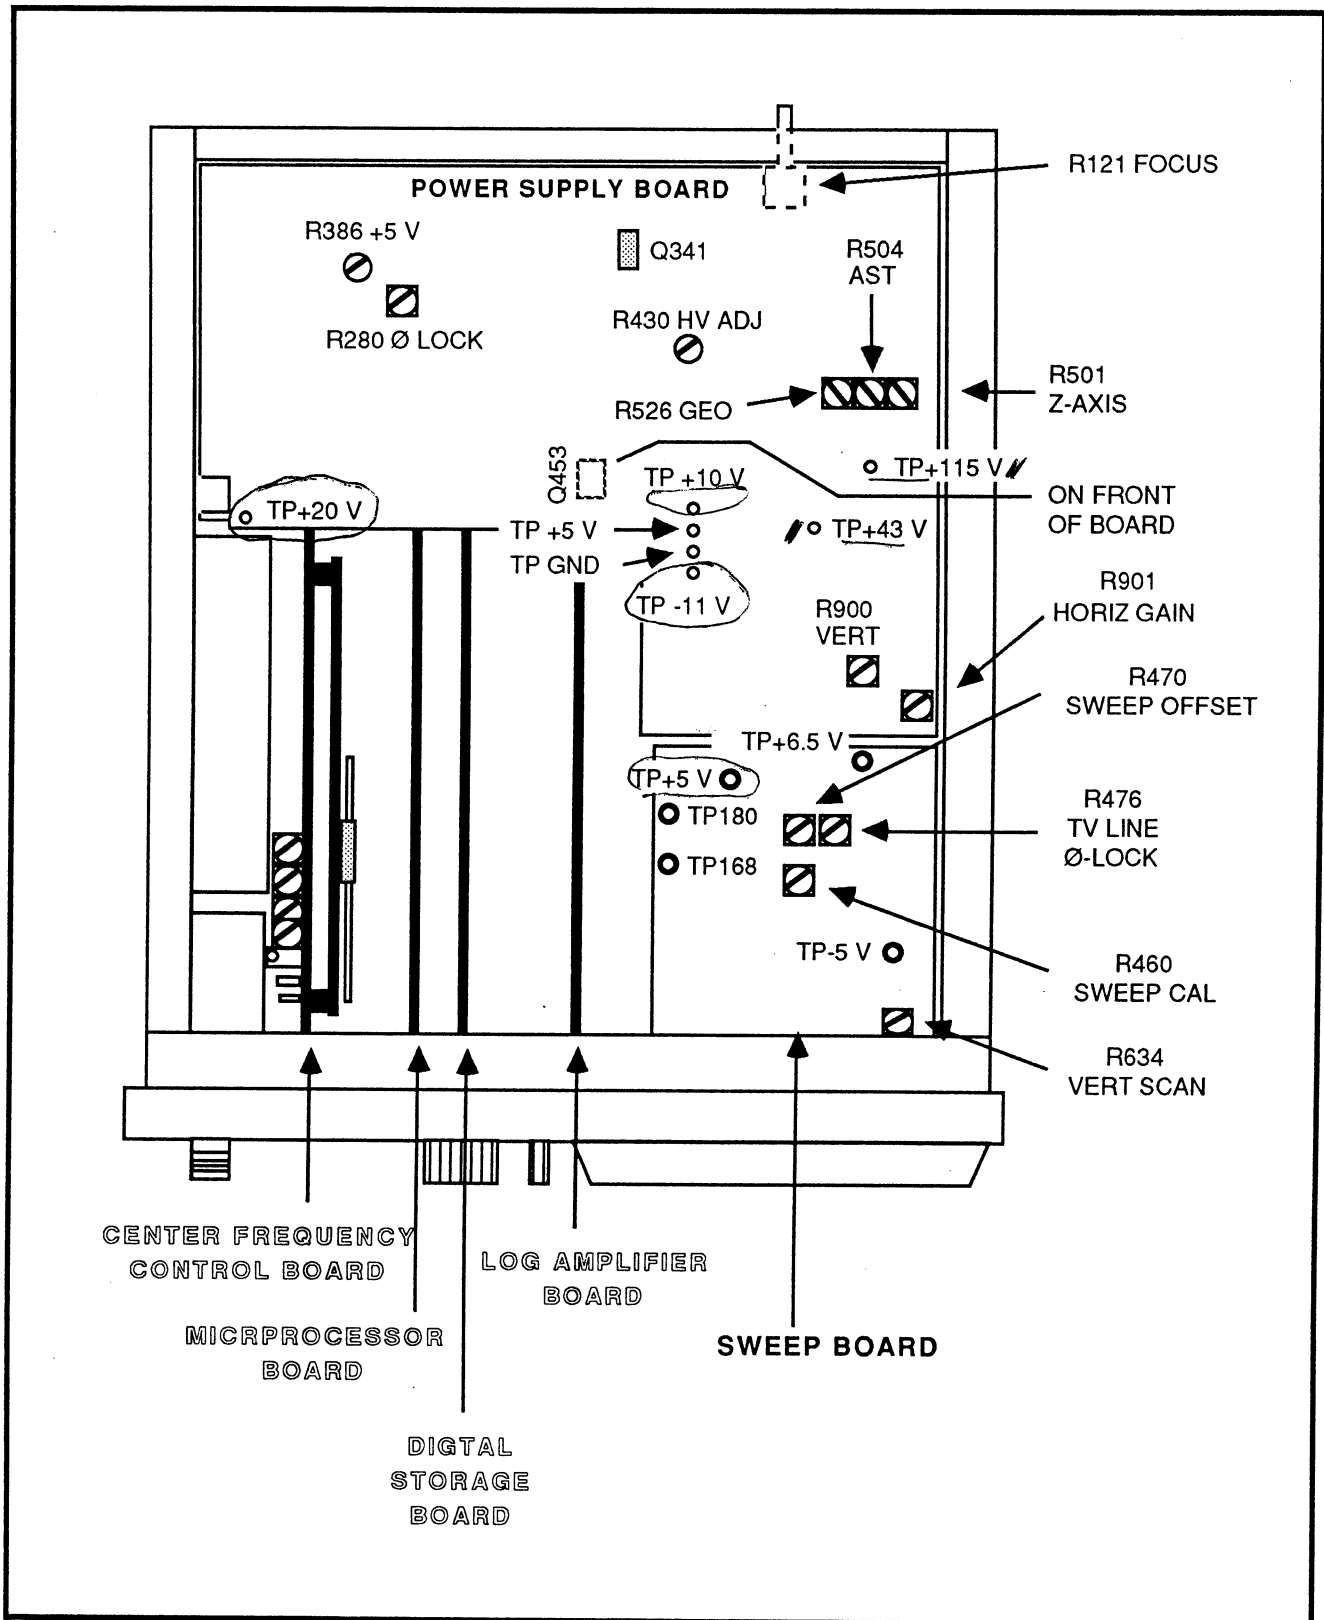 R121 FOCUS
POWER SUPPLY BOARD
R386 +5 V
Q341
R504
AST
R280 Ø LOCK
R430 HV ADJ
R501
Z-AXIS
R526 GEO
Q453
TP +10 V
TP+115 V
ON FRONT
OF BOARD
TP+20 V
TP +5 V
TP+43 V
TP GND
TP -11 V
R901
HORIZ GAIN
R900
VERT
R470
SWEEP OFFSET
TP+6.5 V
TP+5 V
R476
TV LINE
Ø-LOCK
TP180
TP168
TP-5 V
R460
SWEEP CAL
R634
VERT SCAN
CENTER FREQUENCY
CONTROL BOARD
LOG AMPLIFIER
BOARD
MICRPROCESSOR
BOARD
SWEEP BOARD
DIGTAL
STORAGE
BOARD